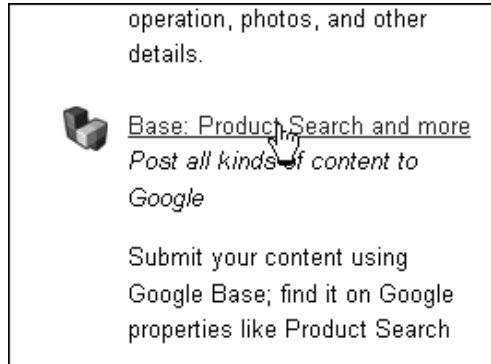 operation, photos, and other
details.
Base: Product Search and more
Post all kinds of content to
Google
Submit your content using
Google Base; find it on Google
properties like Product Search